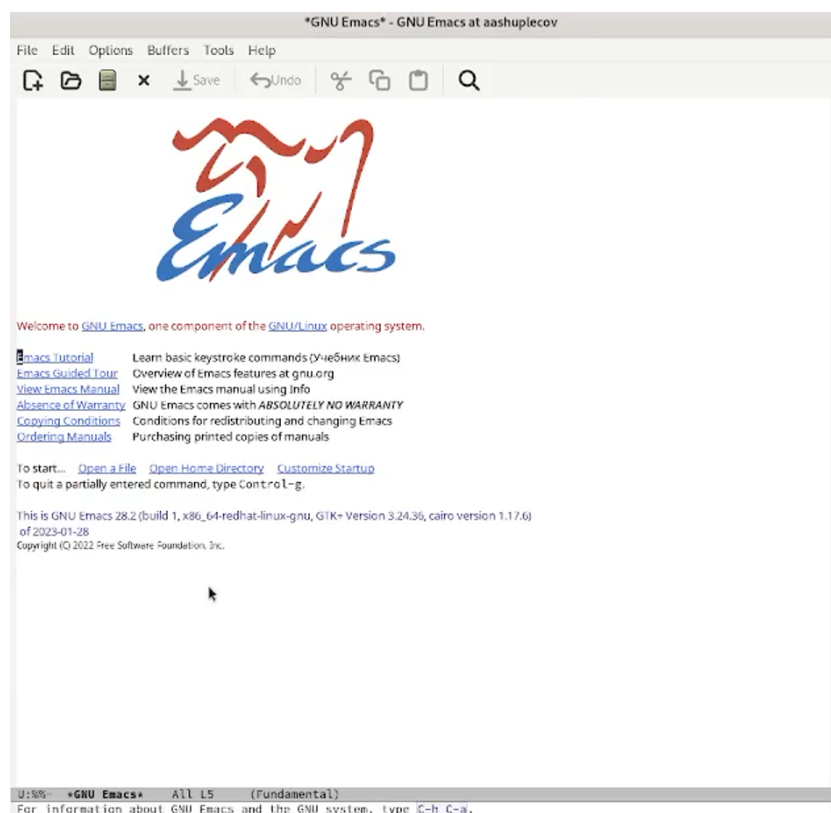 *GNU Emacs* - GNU Emacs at aashuplecov
File Edit Options Buffers Tools Help
Save Undo
Emacs
Welcome to GNU Emacs, one component of the GNU/Linux operating system.
Emacs Tutorial Learn basic keystroke commands (Учебник Emacs)
Emacs Guided Tour Overview of Emacs features at gnu.org
View Emacs Manual View the Emacs manual using Info
Absence of Warranty GNU Emacs comes with ABSOLUTELY NO WARRANTY
Copying Conditions Conditions for redistributing and changing Emacs
Ordering Manuals Purchasing printed copies of manuals
To start... Open a File Open Home Directory Customize Startup
To quit a partially entered command, type Control-g.
This is GNU Emacs 28.2 (build 1, x86_64-redhat-linux-gnu, GTK+ Version 3.24.36, cairo version 1.17.6)
of 2023-01-28
Copyright (C) 2022 Free Software Foundation, Inc.
U:%%- *GNU Emacs* All L5 (Fundamental)
For information about GNU Emacs and the GNU system, type C-h C-a.